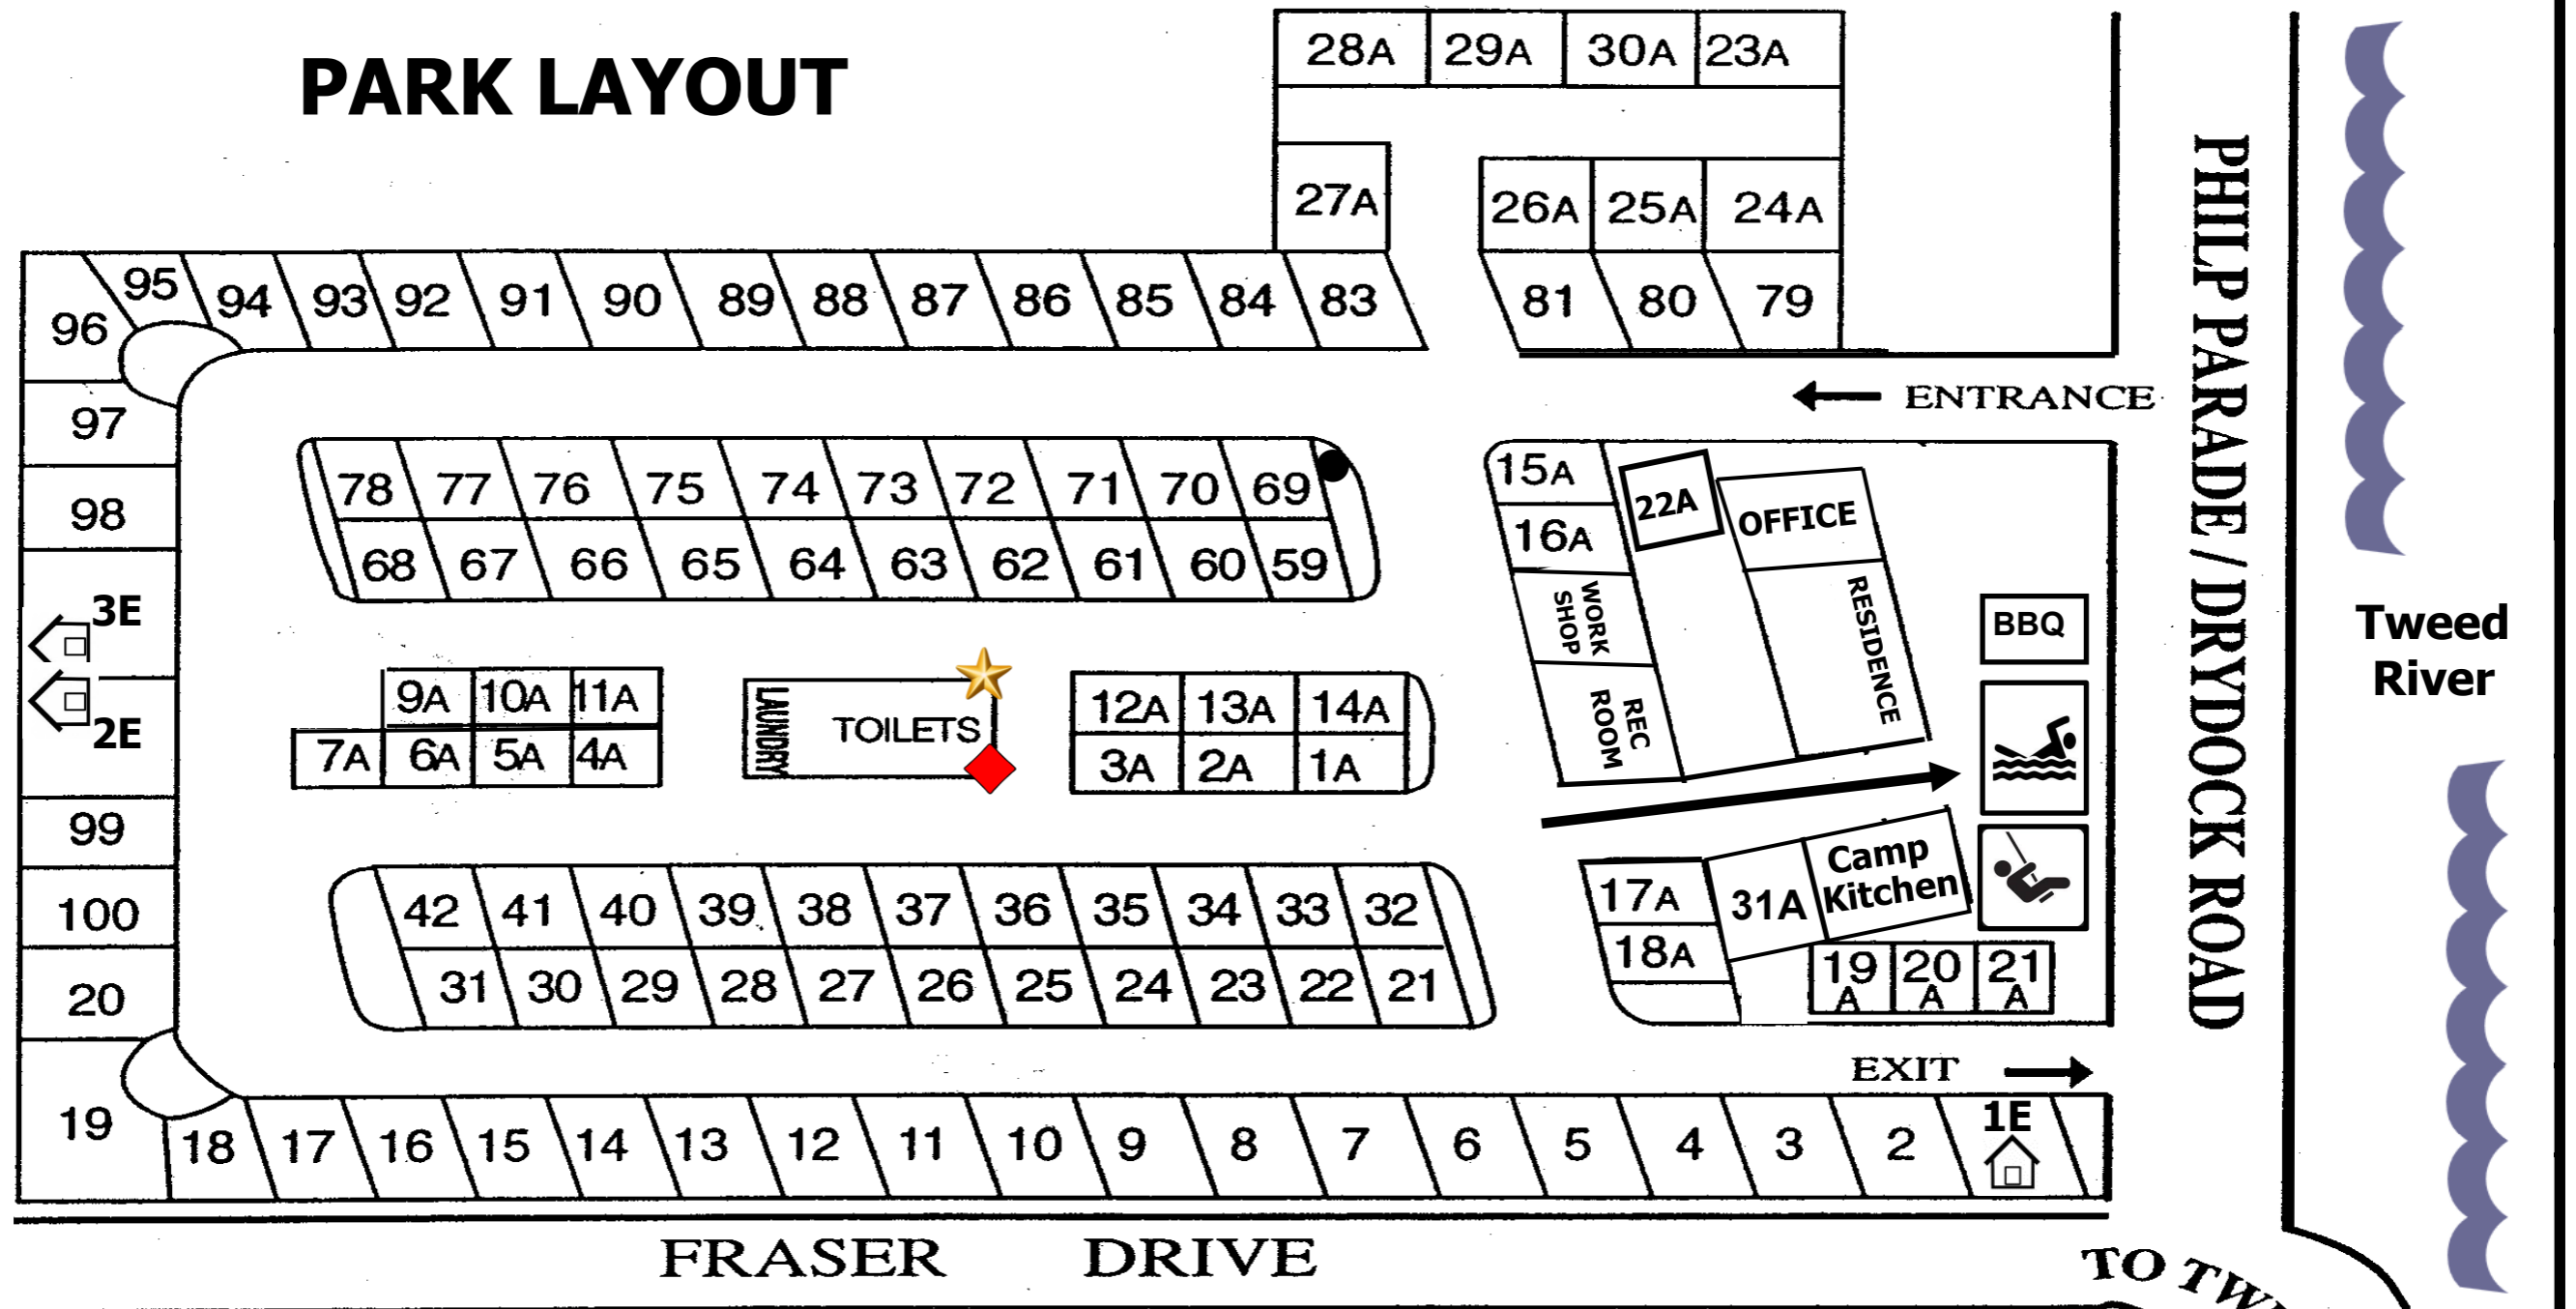 PARK LAYOUT
28A 29A 30A 23A
27A 26A 25A 24A
96 95 94 93 92 91 90 89 88 87 86 85 84 83 81 80 79
ENTRANCE
97
98
3E
2E
99
100
20
19
78 77 76 75 74 73 72 71 70 69
68 67 66 65 64 63 62 61 60 59
15A
16A
22A
OFFICE
WORK
SHOP
REC
ROOM
RESIDENCE
BBQ
9A 10A 11A
7A 6A 5A 4A
LAUNDRY
TOILETS
12A 13A 14A
3A 2A 1A
42 41 40 39 38 37 36 35 34 33 32
31 30 29 28 27 26 25 24 23 22 21
17A
18A
31A
Camp
Kitchen
19 20 21
A A A
EXIT
18 17 16 15 14 13 12 11 10 9 8 7 6 5 4 3 2 1E
FRASER DRIVE
PHILP PARADE / DRYDOCK ROAD
Tweed
River
TO